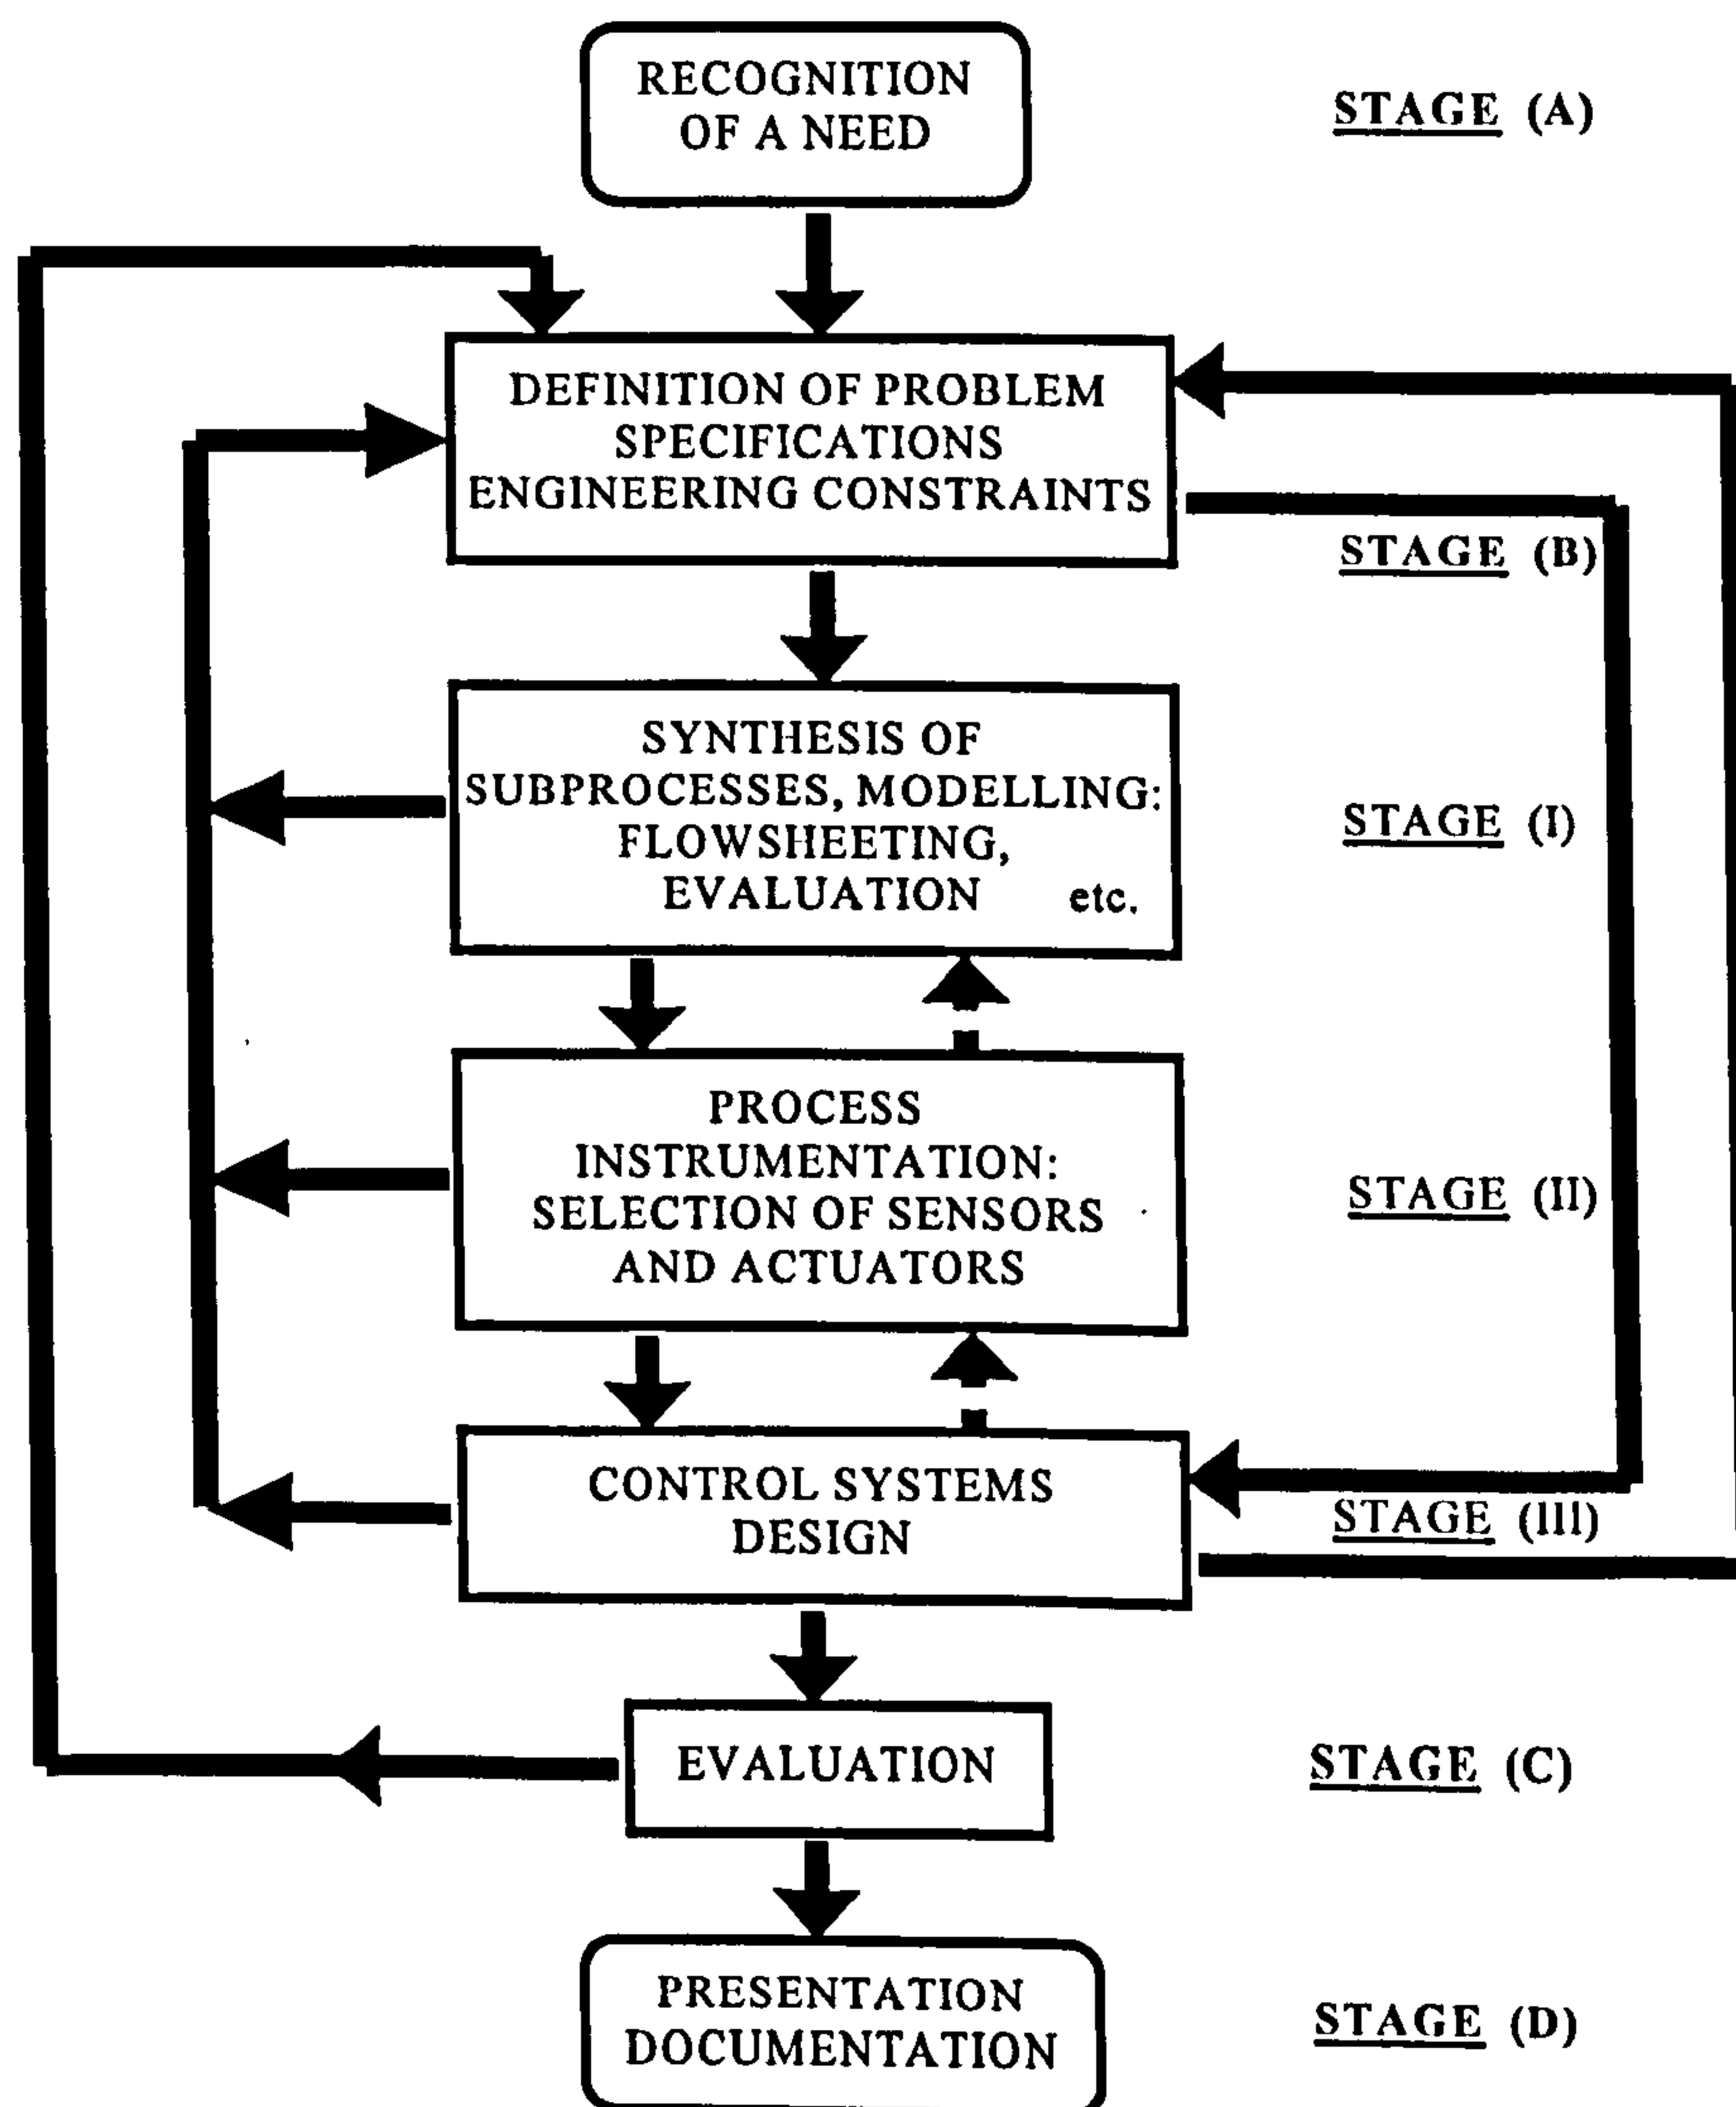 RECOGNITION
OF A NEED
STAGE (A)
DEFINITION OF PROBLEM
SPECIFICATIONS
ENGINEERING CONSTRAINTS
STAGE (B)
SYNTHESIS OF
SUBPROCESSES, MODELLING:
FLOWSHEETING,
EVALUATION etc.
STAGE (I)
PROCESS
INSTRUMENTATION:
SELECTION OF SENSORS
AND ACTUATORS
STAGE (II)
CONTROL SYSTEMS
DESIGN
STAGE (III)
EVALUATION
STAGE (C)
PRESENTATION
DOCUMENTATION
STAGE (D)